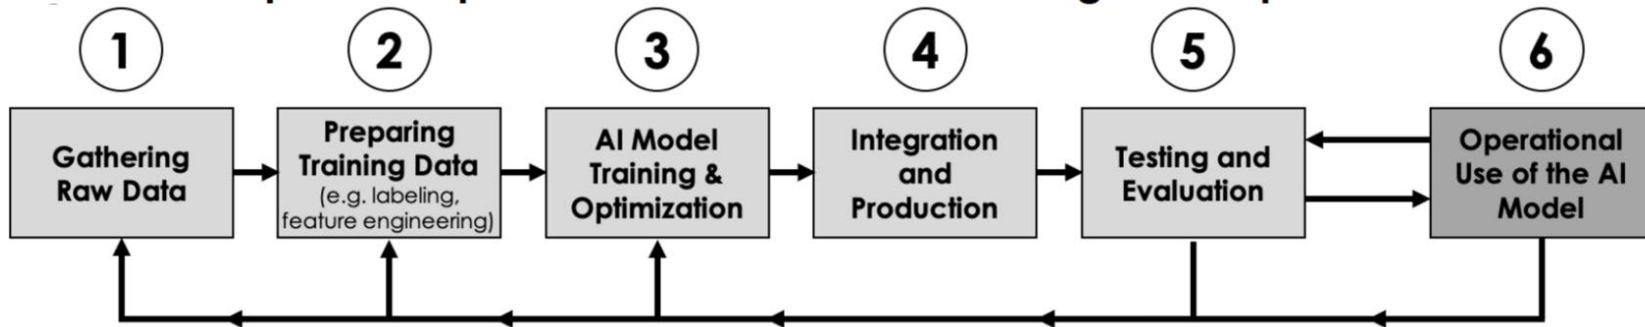 1
2
3
4
5
6
Gathering
Raw Data
Preparing
Training Data
(e.g. labeling,
feature engineering)
AI Model
Training &
Optimization
Integration
and
Production
Testing and
Evaluation
Operational
Use of the AI
Model